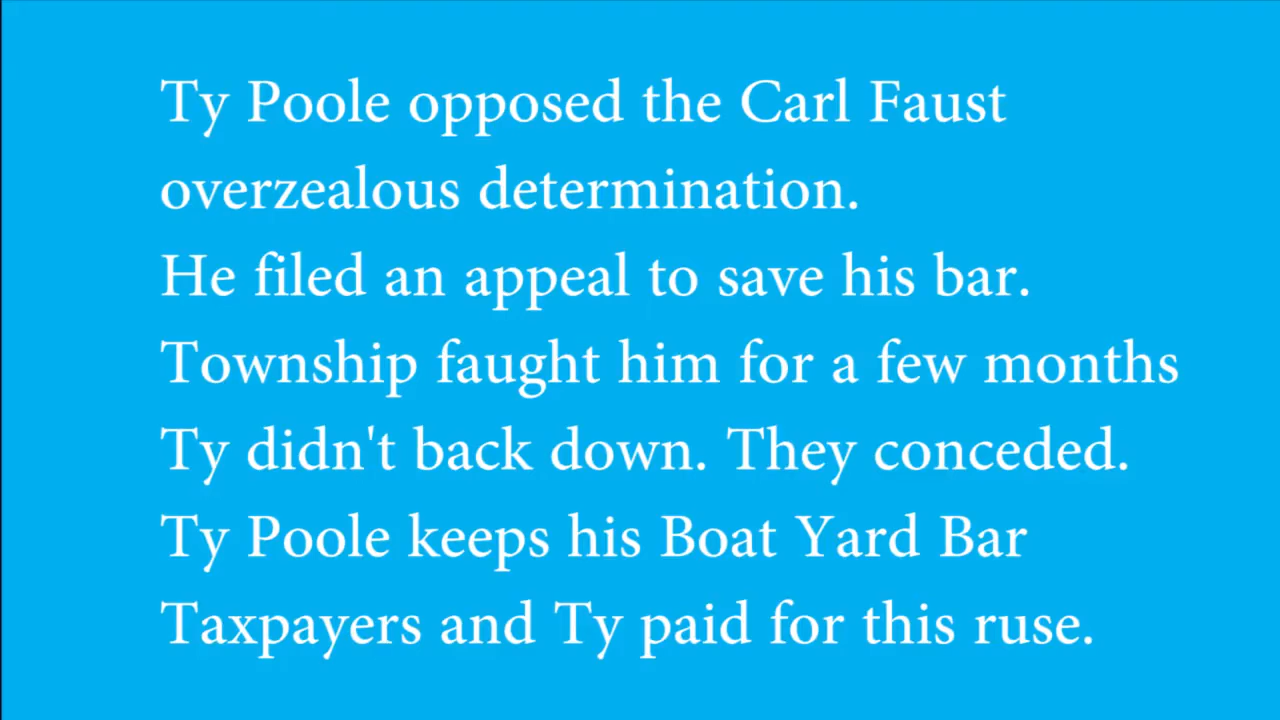 Ty Poole opposed the Carl Faust
overzealous determination.
He filed an appeal to save his bar.
Township faught him for a few months
Ty didn't back down. They conceded.
Ty Poole keeps his Boat Yard Bar
Taxpayers and Ty paid for this ruse.